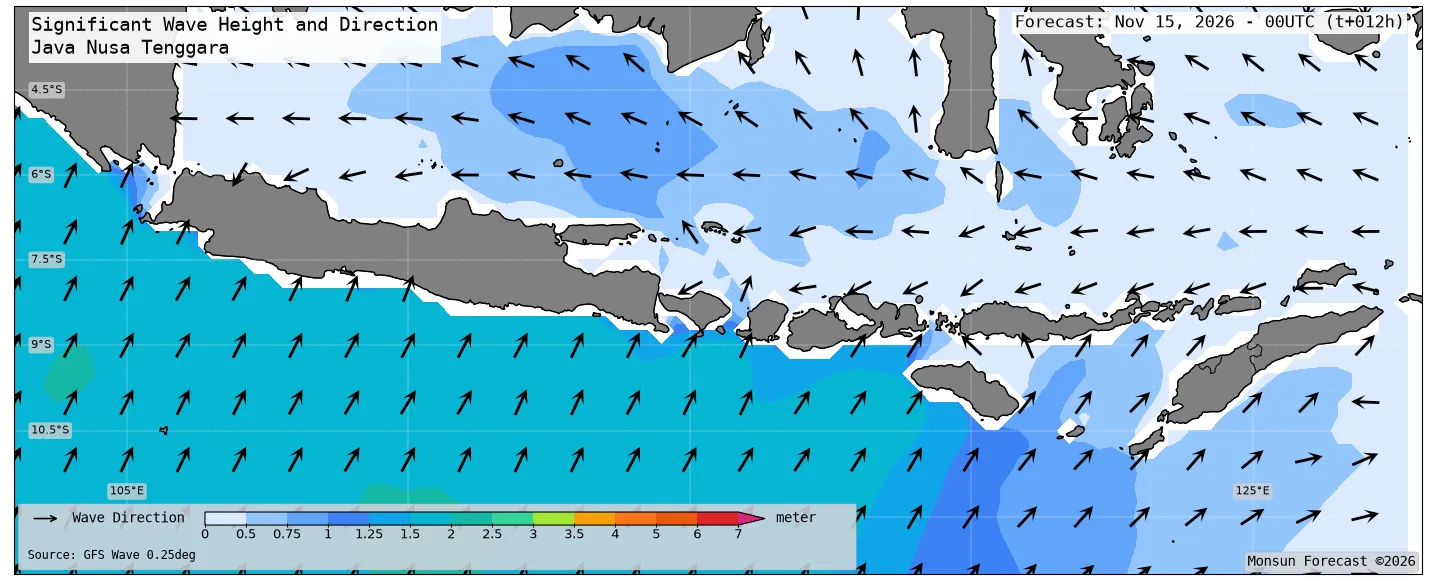 Significant Wave Height and Direction
Java Nusa Tenggara
Forecast: Nov 15, 2026 - 00UTC (t+012h)
4.5°S
6°S
7.5°S
9°S
10.5°S
105°E
125°E
Wave Direction
0 0.5 0.75 1 1.25 1.5 2 2.5 3 3.5 4 5 6 7
meter
Source: GFS Wave 0.25deg
Monsun Forecast ©2026